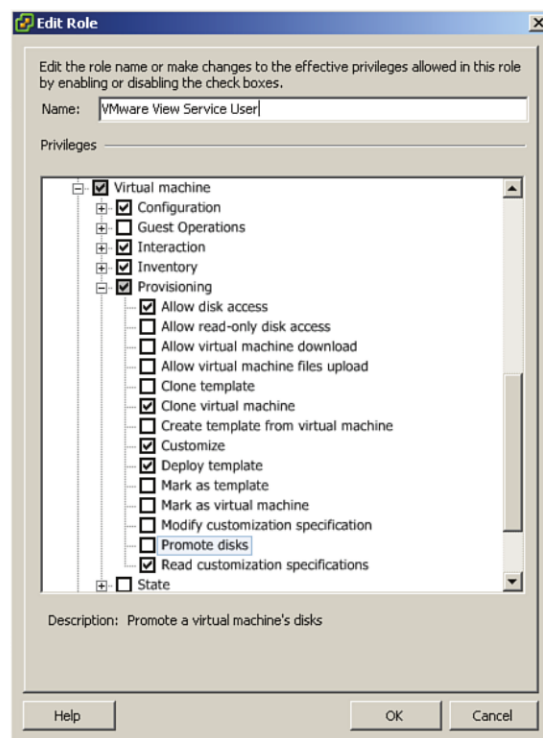 Edit Role
Edit the role name or make changes to the effective privileges allowed in this role
by enabling or disabling the check boxes.
Name: VMware View Service User
Privileges
Virtual machine
Configuration
Guest Operations
Interaction
Inventory
Provisioning
Allow disk access
Allow read-only disk access
Allow virtual machine download
Allow virtual machine files upload
Clone template
Clone virtual machine
Create template from virtual machine
Customize
Deploy template
Mark as template
Mark as virtual machine
Modify customization specification
Promote disks
Read customization specifications
State
Description: Promote a virtual machine's disks
Help OK Cancel